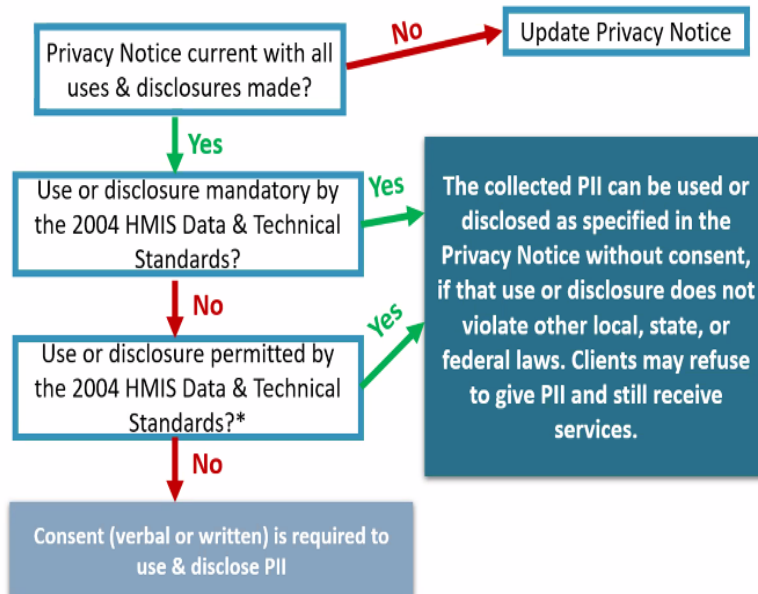 Privacy Notice current with all
uses & disclosures made?
No
Update Privacy Notice
Yes
Use or disclosure mandatory by
the 2004 HMIS Data & Technical
Standards?
Yes
The collected PII can be used or
disclosed as specified in the
Privacy Notice without consent,
if that use or disclosure does not
violate other local, state, or
federal laws. Clients may refuse
to give PII and still receive
services.
No
Use or disclosure permitted by
the 2004 HMIS Data & Technical
Standards?*
Yes
No
Consent (verbal or written) is required to
use & disclose PII